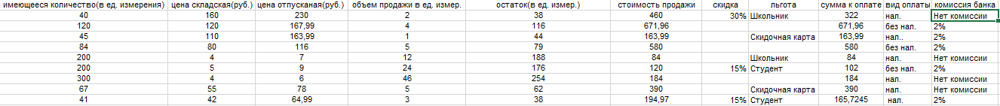 имеющееся количество(в ед. измерения) цена складская(руб.) цена отпусканая(руб.) объем продажи в ед. измер. остаток(в ед. измер.) стоимость продажи скидка льгота сумма к оплате вид оплаты комиссия банка
40 160 230 2 38 460 30% Школьник 322 нал. Нет комиссии
120 120 167,99 4 116 671,96 671,96 без нал. 2%
45 110 163,99 1 44 163,99 Скидочная карта 163,99 нал.. 2%
84 80 116 5 79 580 580 без нал. 2%
200 4 7 12 188 84 Школьник 84 нал. Нет комиссии
200 5 9 24 176 120 15% Студент 102 без нал. 2%
300 4 6 46 254 184 184 нал. Нет комиссии
67 55 78 5 62 390 Скидочная карта 390 нал. Нет комиссии
41 42 64,99 3 38 194,97 15% Студент 165,7245 нал. 2%